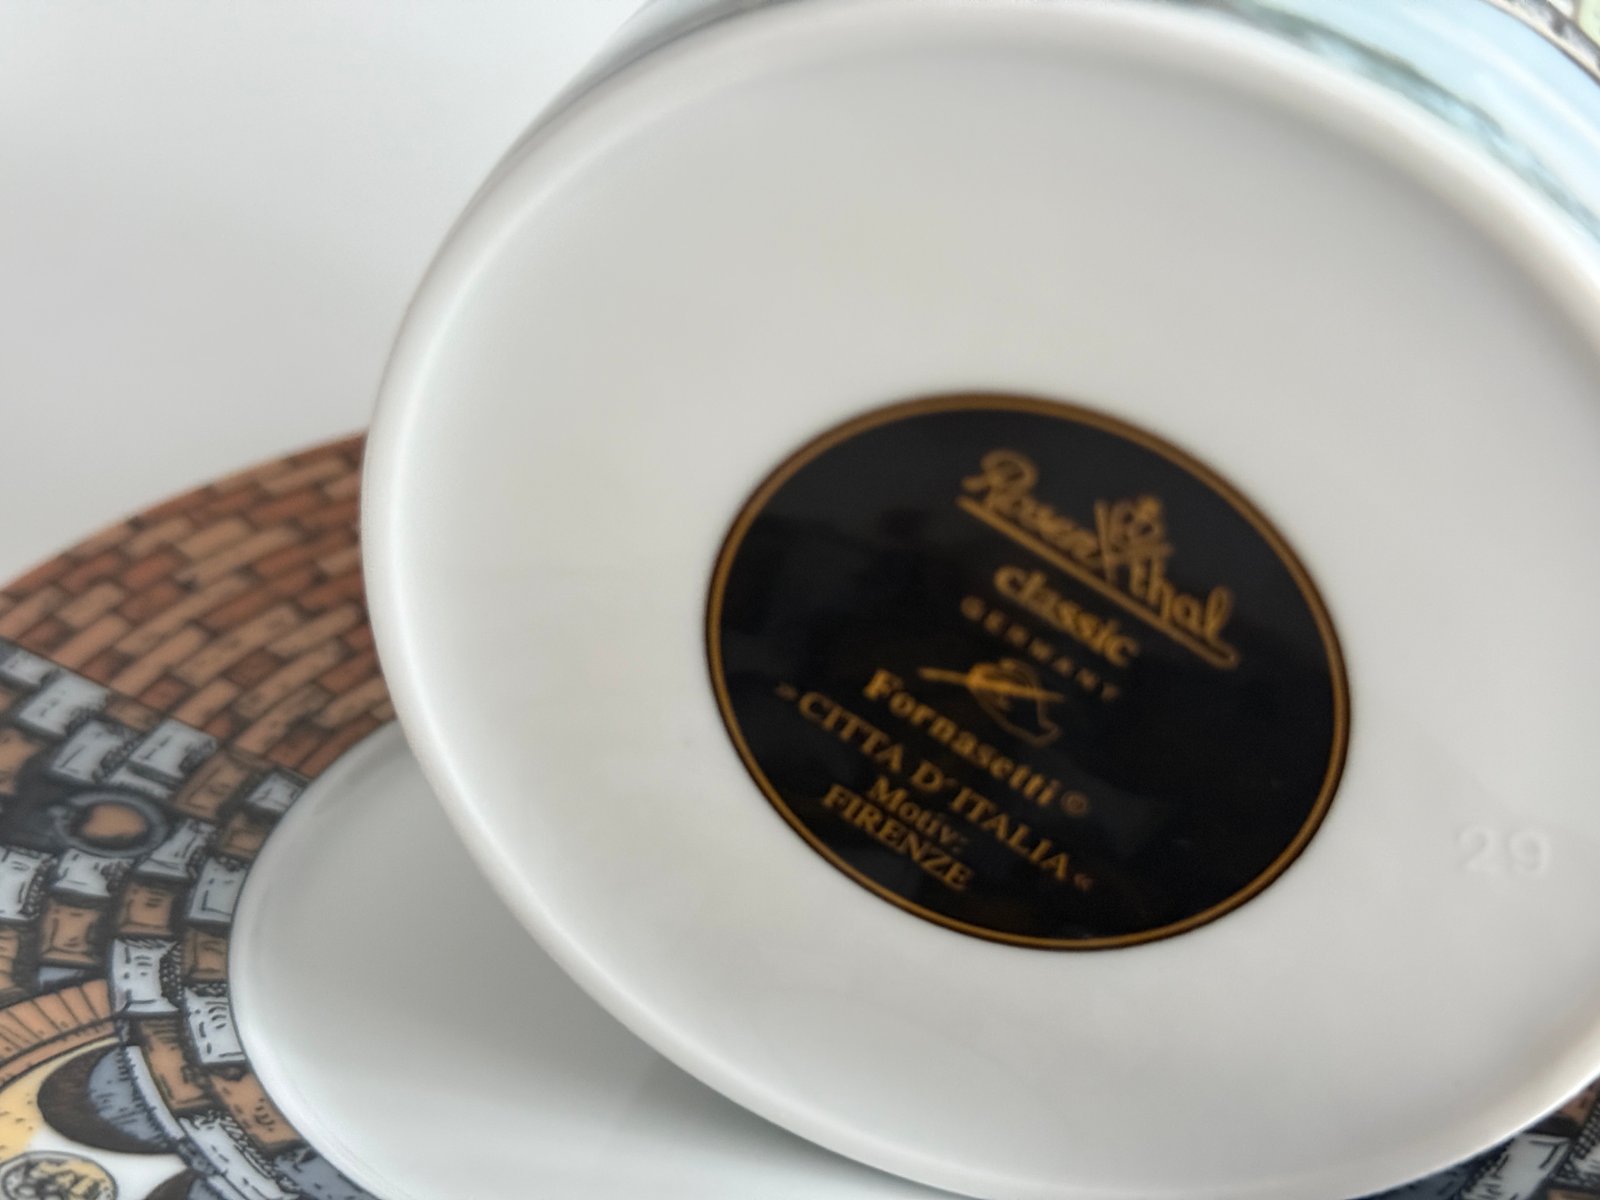 Rosenthal
classic
GERMANY
Fornasetti ©
»CITTA D'ITALIA«
Motiv:
FIRENZE
29